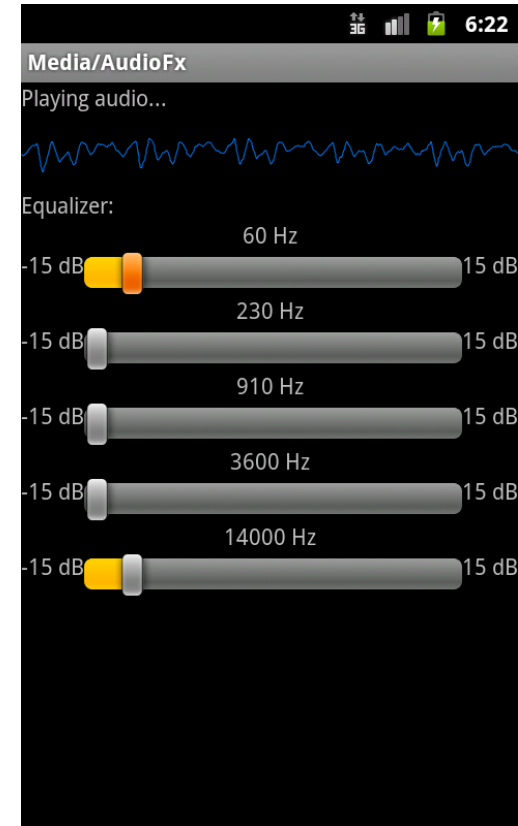 3G 6:22
Media/AudioFx
Playing audio...
Equalizer:
60 Hz
-15 dB 15 dB
230 Hz
-15 dB 15 dB
910 Hz
-15 dB 15 dB
3600 Hz
-15 dB 15 dB
14000 Hz
-15 dB 15 dB